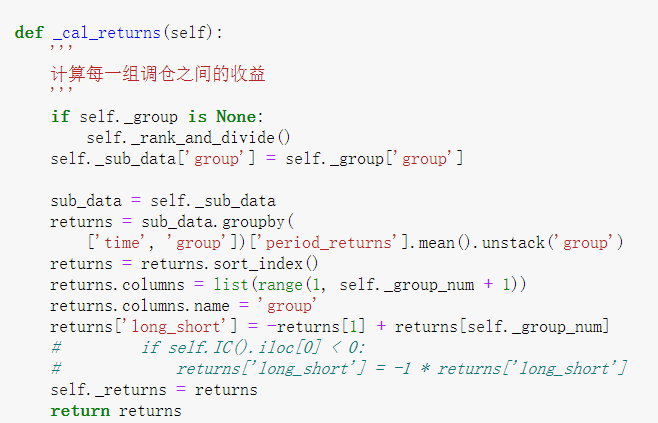 def _cal_returns(self):
    '''
    计算每一组调仓之间的收益
    '''
    if self._group is None:
        self._rank_and_divide()
    self._sub_data['group'] = self._group['group']

    sub_data = self._sub_data
    returns = sub_data.groupby(
        ['time', 'group'])['period_returns'].mean().unstack('group')
    returns = returns.sort_index()
    returns.columns = list(range(1, self._group_num + 1))
    returns.columns.name = 'group'
    returns['long_short'] = -returns[1] + returns[self._group_num]
    #        if self.IC().iloc[0] < 0:
    #            returns['long_short'] = -1 * returns['long_short']
    self._returns = returns
    return returns